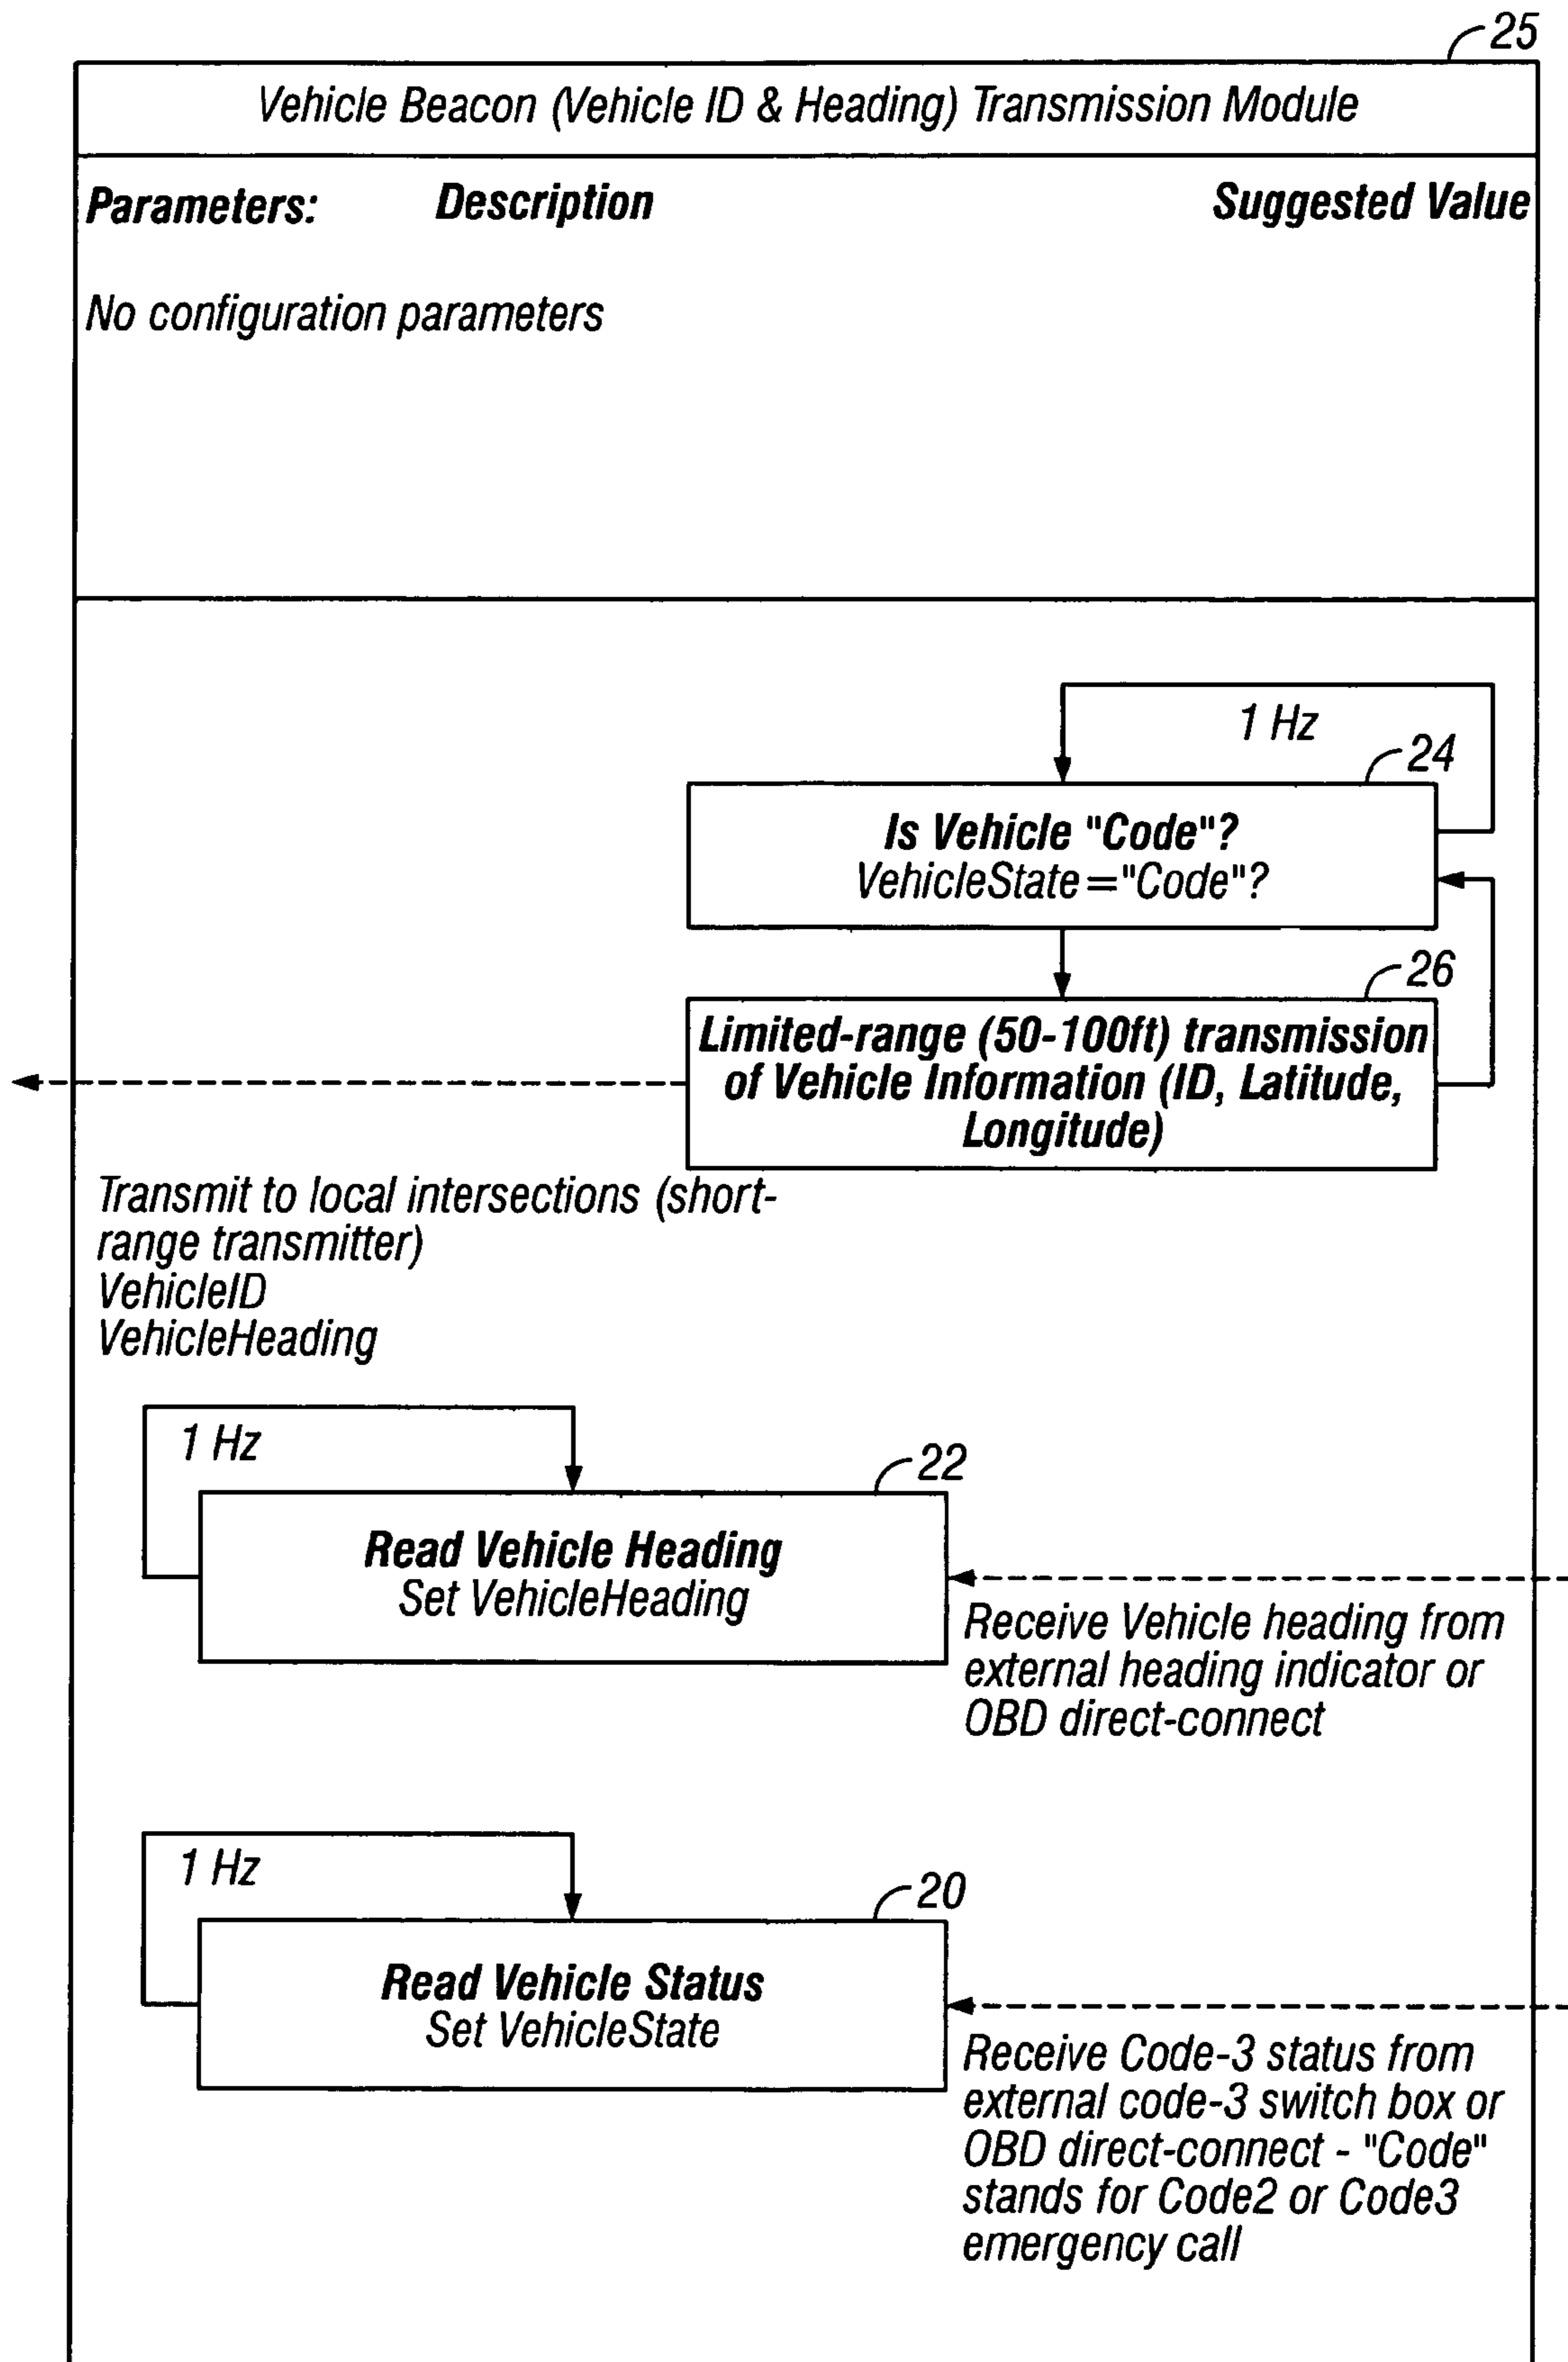 25
Vehicle Beacon (Vehicle ID & Heading) Transmission Module
Parameters: Description Suggested Value
No configuration parameters
1 Hz
24
Is Vehicle "Code"?
VehicleState="Code"?
26
Limited-range (50-100ft) transmission
of Vehicle Information (ID, Latitude,
Longitude)
Transmit to local intersections (short-
range transmitter)
VehicleID
VehicleHeading
1 Hz
22
Read Vehicle Heading
Set VehicleHeading
Receive Vehicle heading from
external heading indicator or
OBD direct-connect
1 Hz
20
Read Vehicle Status
Set VehicleState
Receive Code-3 status from
external code-3 switch box or
OBD direct-connect - "Code"
stands for Code2 or Code3
emergency call